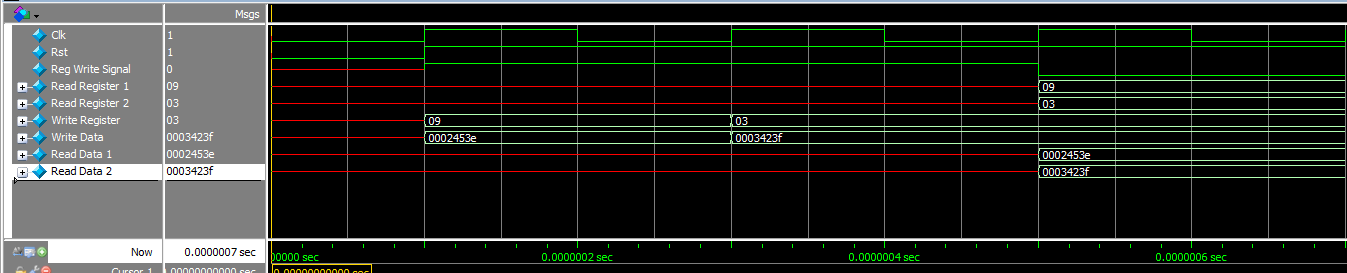 Msgs
Clk 1
Rst 1
Reg Write Signal 0
Read Register 1 09 09
Read Register 2 03 03
Write Register 03 09 03
Write Data 0003423f 0002453e 0003423f
Read Data 1 0002453e 0002453e
Read Data 2 0003423f 0003423f
Now 0.0000007 sec 00000 sec 0.0000002 sec 0.0000004 sec 0.0000006 sec
Cursor 1